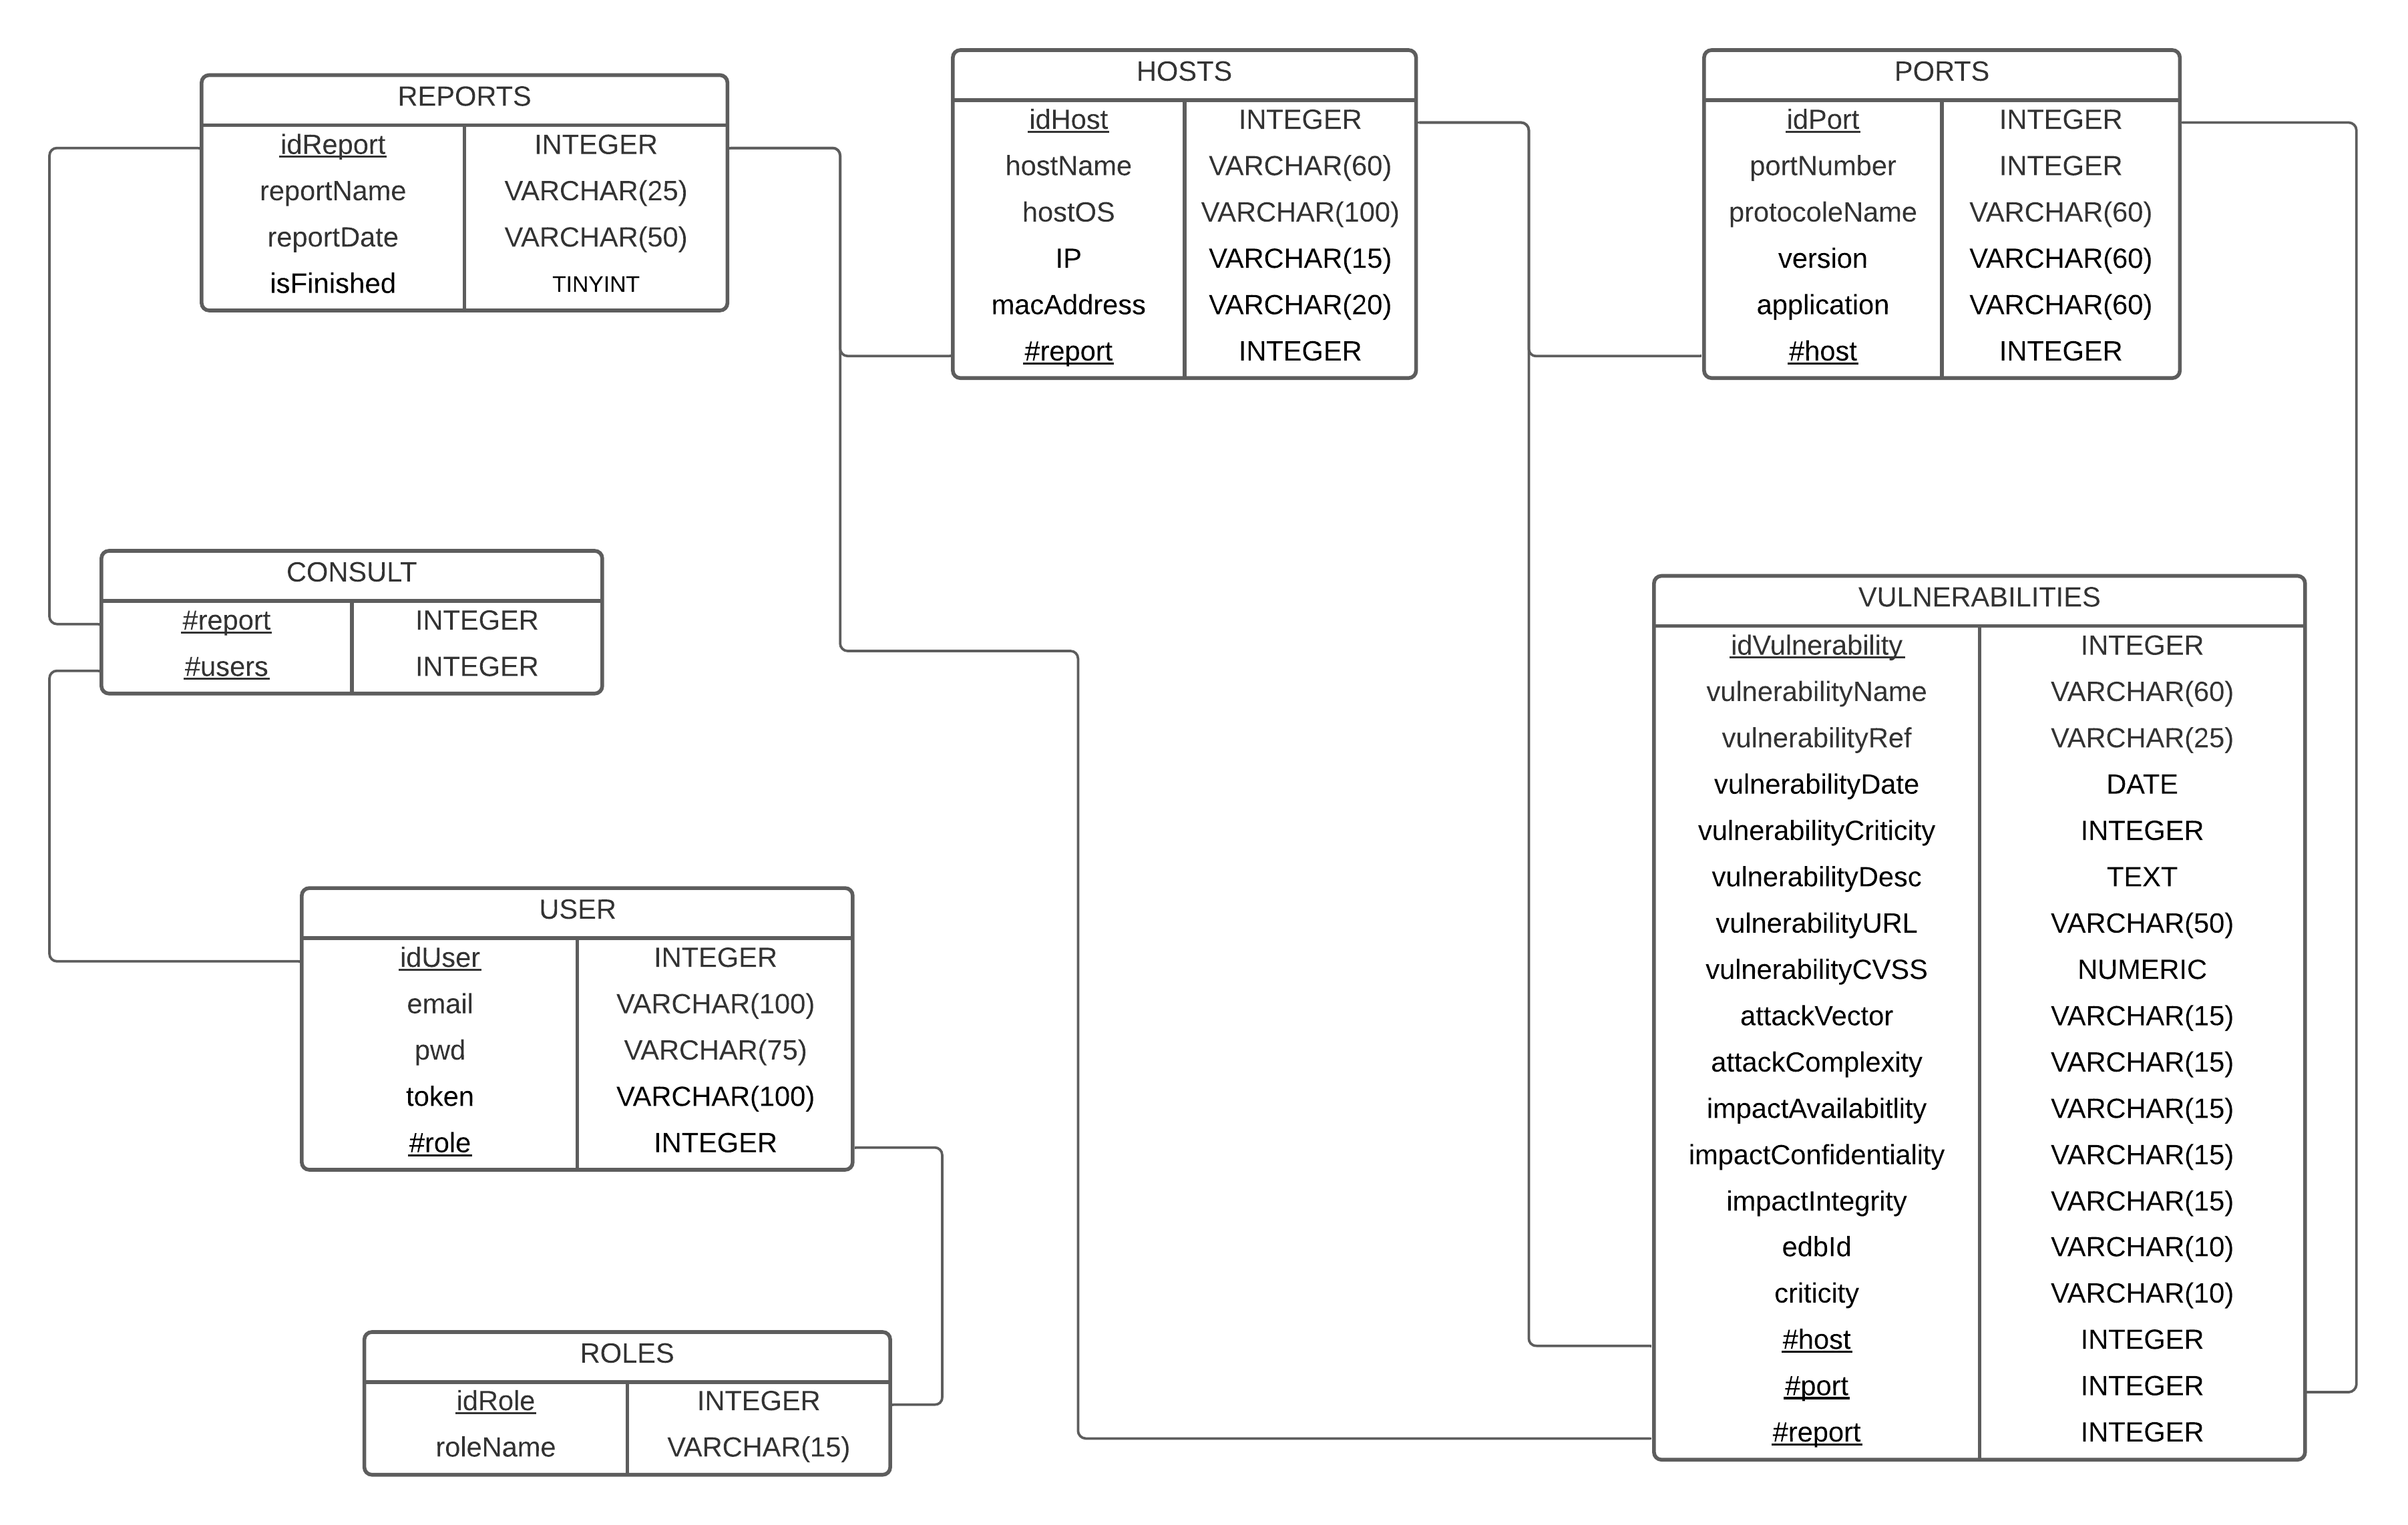 REPORTS
idReport INTEGER
reportName VARCHAR(25)
reportDate VARCHAR(50)
isFinished TINYINT
HOSTS
idHost INTEGER
hostName VARCHAR(60)
hostOS VARCHAR(100)
IP VARCHAR(15)
macAddress VARCHAR(20)
#report INTEGER
PORTS
idPort INTEGER
portNumber INTEGER
protocoleName VARCHAR(60)
version VARCHAR(60)
application VARCHAR(60)
#host INTEGER
CONSULT
#report INTEGER
#users INTEGER
VULNERABILITIES
idVulnerability INTEGER
vulnerabilityName VARCHAR(60)
vulnerabilityRef VARCHAR(25)
vulnerabilityDate DATE
vulnerabilityCriticity INTEGER
vulnerabilityDesc TEXT
vulnerabilityURL VARCHAR(50)
vulnerabilityCVSS NUMERIC
attackVector VARCHAR(15)
attackComplexity VARCHAR(15)
impactAvailabitlity VARCHAR(15)
impactConfidentiality VARCHAR(15)
impactIntegrity VARCHAR(15)
edbId VARCHAR(10)
criticity VARCHAR(10)
#host INTEGER
#port INTEGER
#report INTEGER
USER
idUser INTEGER
email VARCHAR(100)
pwd VARCHAR(75)
token VARCHAR(100)
#role INTEGER
ROLES
idRole INTEGER
roleName VARCHAR(15)